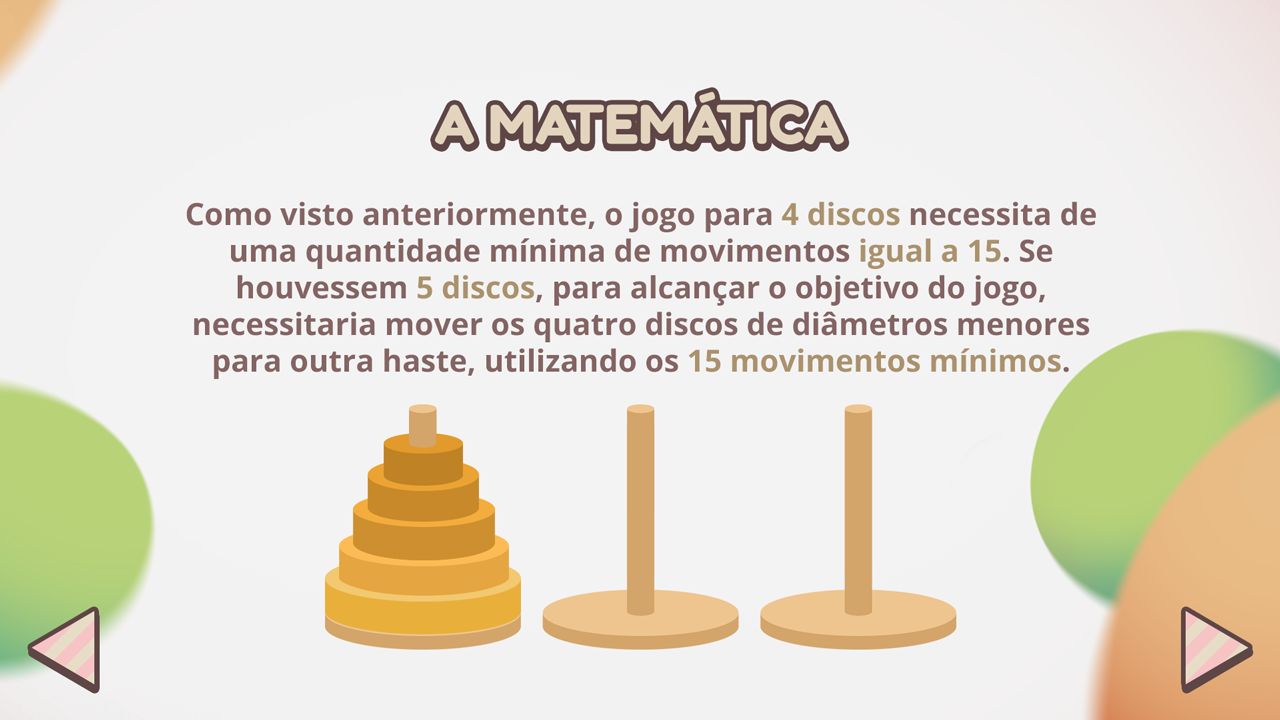 A MATEMÁTICA
Como visto anteriormente, o jogo para 4 discos necessita de
uma quantidade mínima de movimentos igual a 15. Se
houvessem 5 discos, para alcançar o objetivo do jogo,
necessitaria mover os quatro discos de diâmetros menores
para outra haste, utilizando os 15 movimentos mínimos.